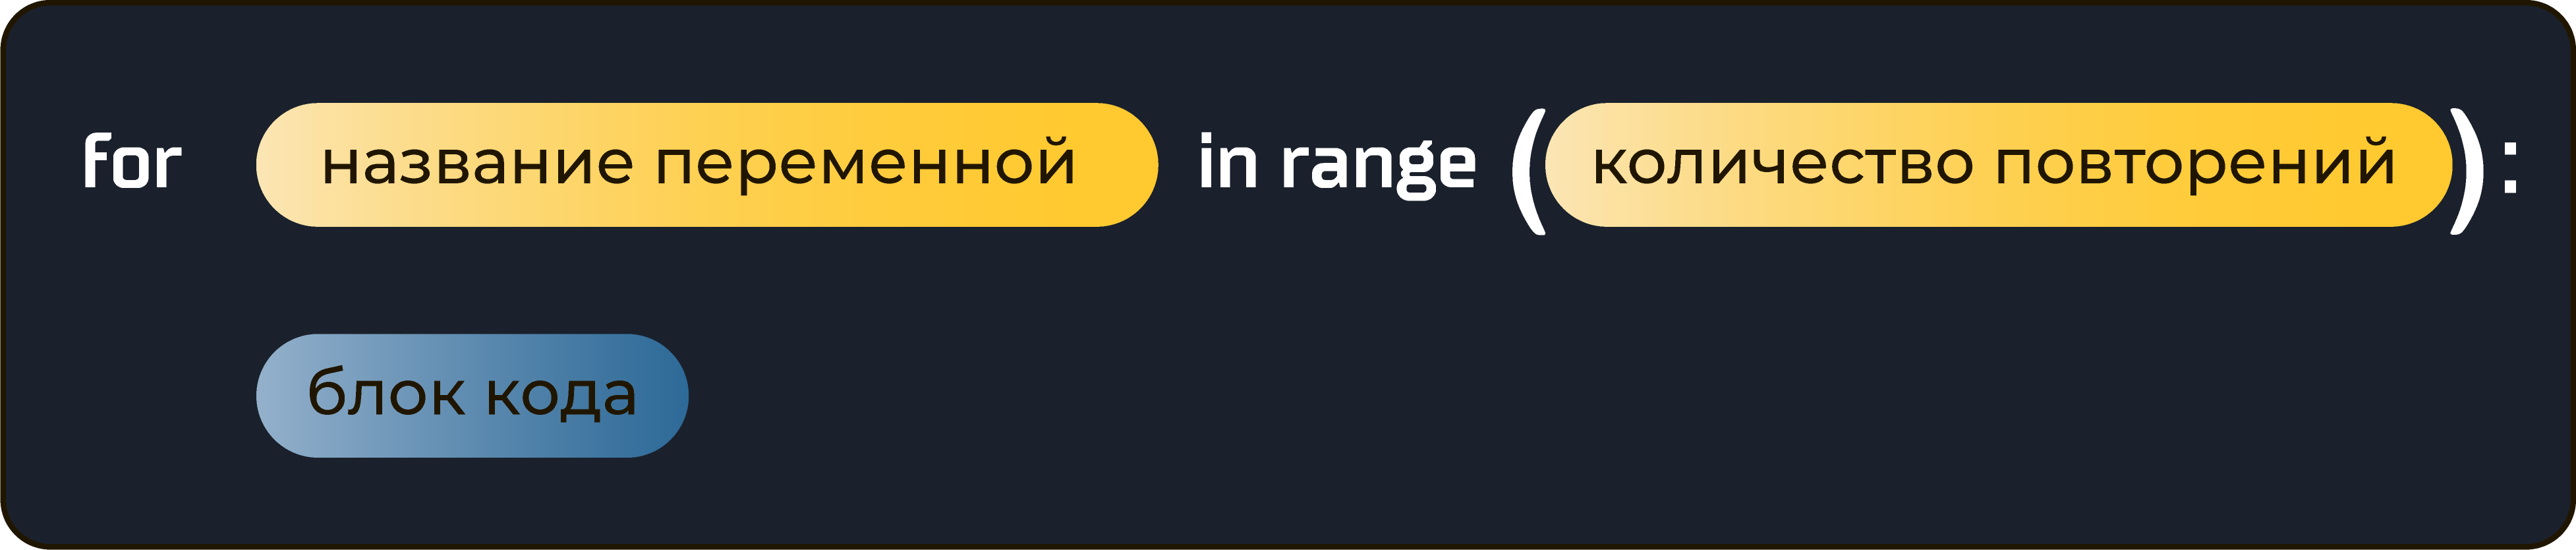 for название переменной in range (количество повторений):
блок кода